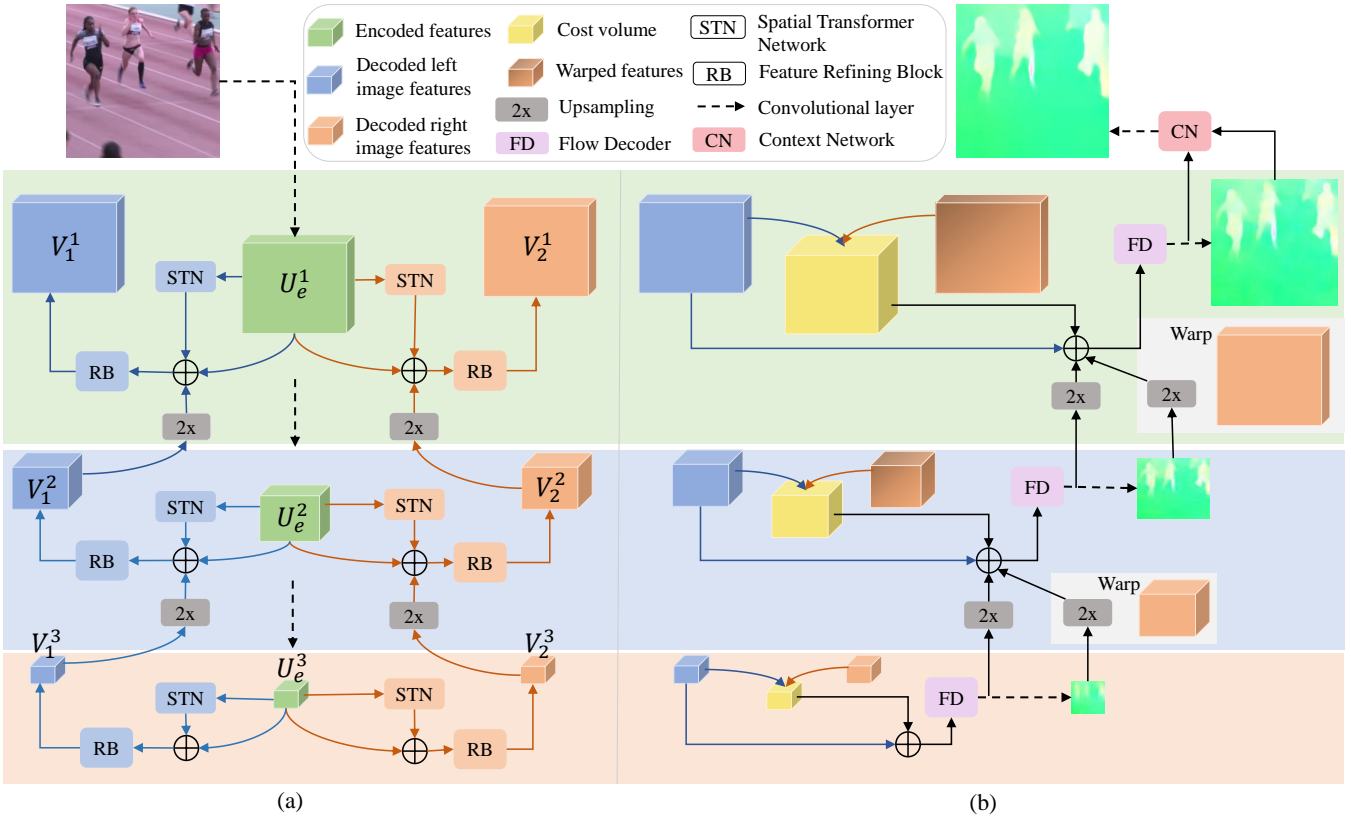 Encoded features
Decoded left
image features
Decoded right
image features
Cost volume
Warped features
2x Upsampling
FD Flow Decoder
STN Spatial Transformer
Network
RB Feature Refining Block
Convolutional layer
CN Context Network
CN
V_1^1
STN
U_e^1
STN
V_2^1
RB
RB
2x
2x
V_1^2
STN
U_e^2
STN
V_2^2
RB
RB
2x
2x
V_1^3
U_e^3
V_2^3
STN
STN
RB
RB
(a)
FD
Warp
2x
2x
FD
Warp
2x
2x
FD
(b)